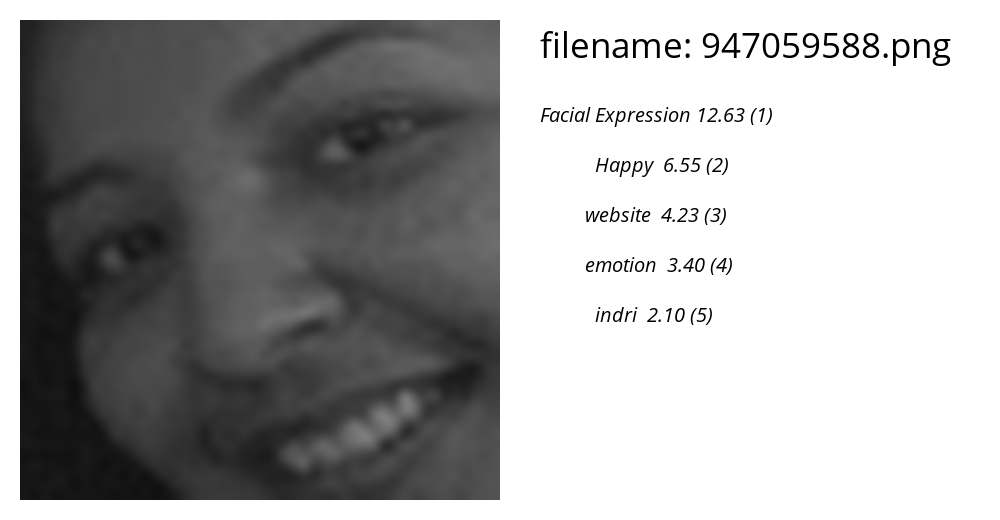 filename: 947059588.png
Facial Expression 12.63 (1)
Happy 6.55 (2)
website 4.23 (3)
emotion 3.40 (4)
indri 2.10 (5)